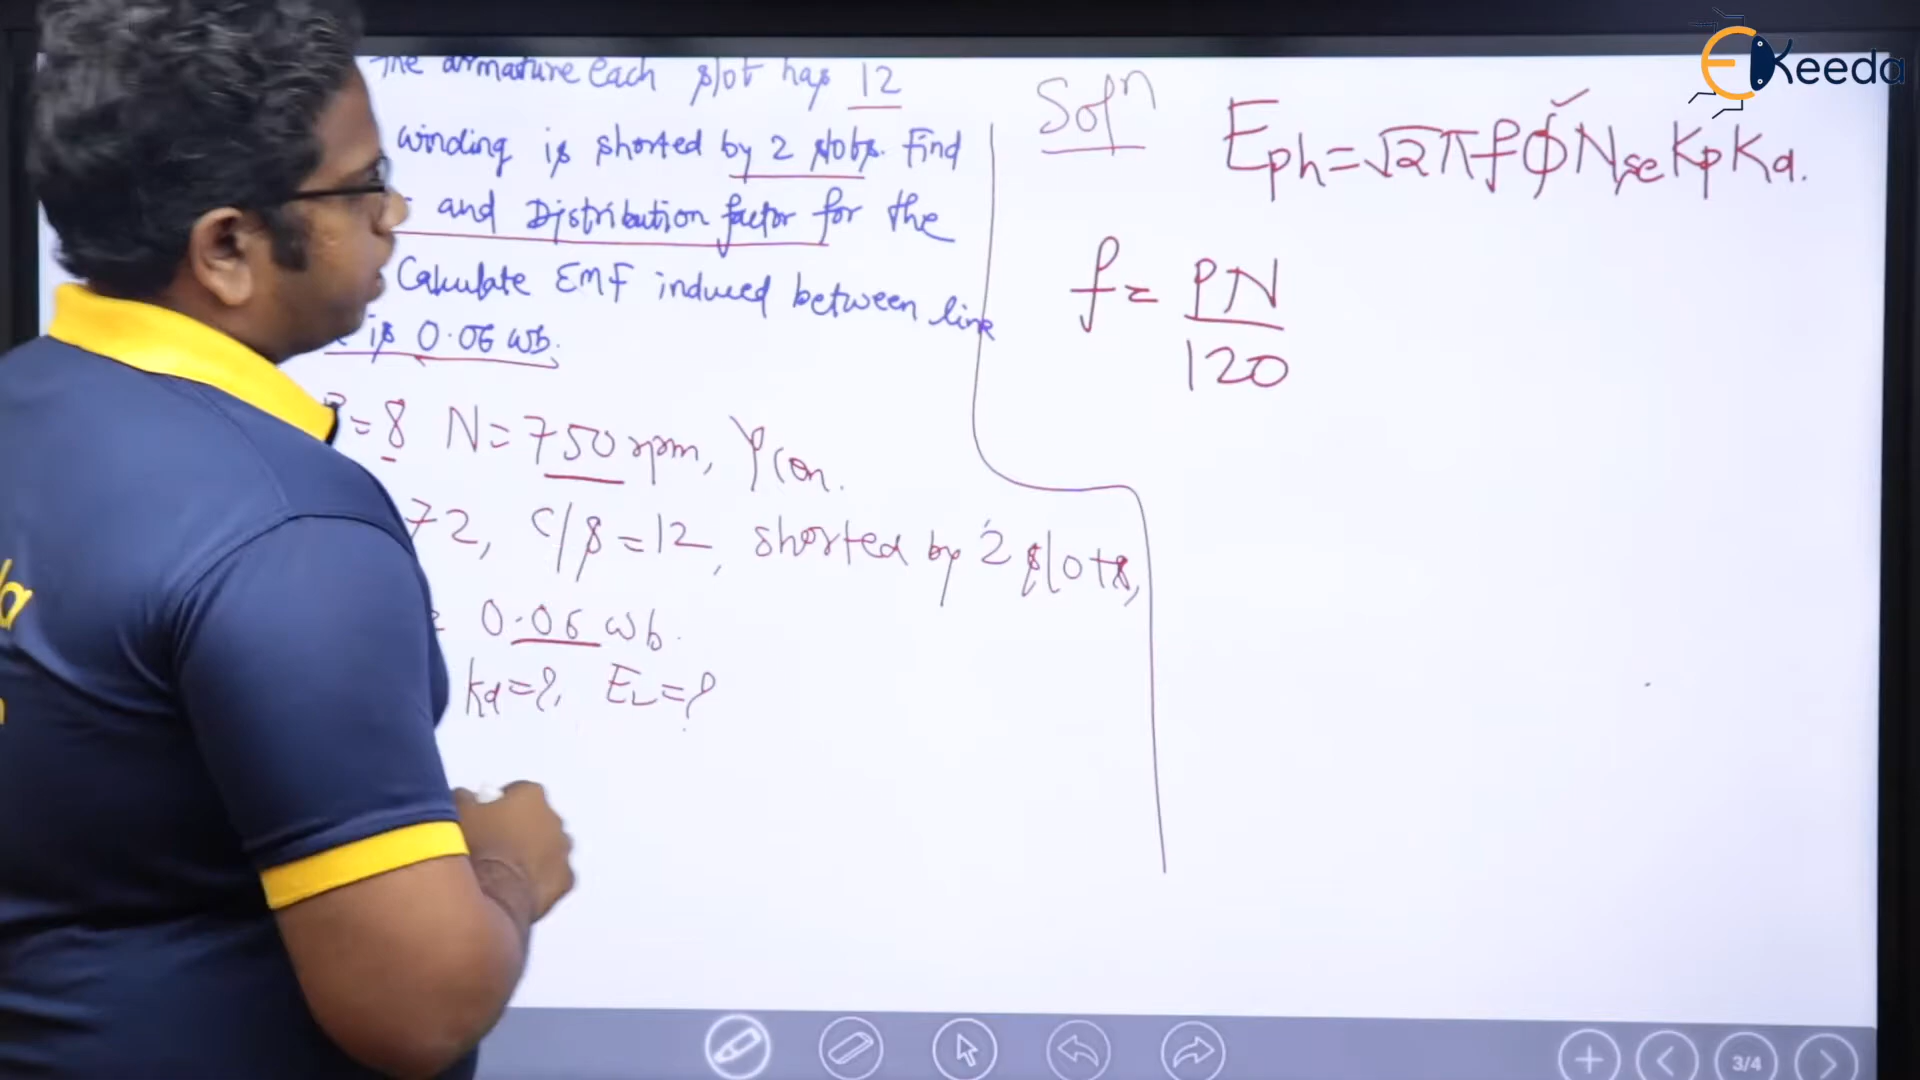 EKeeda
The armature each slot has 12
winding is shorted by 2 slots. Find
and Distribution factor for the
Calculate EMF induced between line
is 0.06 wb.
P=8 N=750 rpm, Y con.
72, C/s=12, shorted by 2 slots,
= 0.06 wb.
Kd=?, EL=?
Solⁿ
Eph=√2πfΦNseKpKd.
f= PN
120
3/4